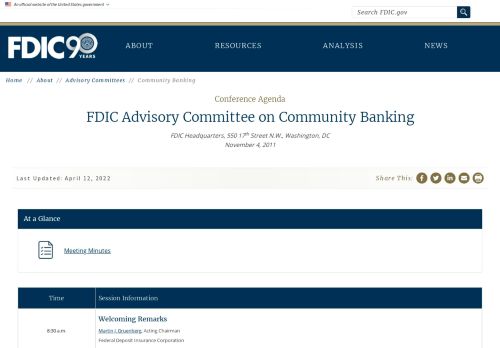 An official website of the United States government
Search FDIC.gov
FDIC 90 YEARS
ABOUT RESOURCES ANALYSIS NEWS
Home // About // Advisory Committees // Community Banking
Conference Agenda
FDIC Advisory Committee on Community Banking
FDIC Headquarters, 550 17th Street N.W., Washington, DC
November 4, 2011
Last Updated: April 12, 2022
Share This:
At a Glance
Meeting Minutes
Time Session Information
Welcoming Remarks
8:30 a.m Martin J. Gruenberg, Acting Chairman
Federal Deposit Insurance Corporation